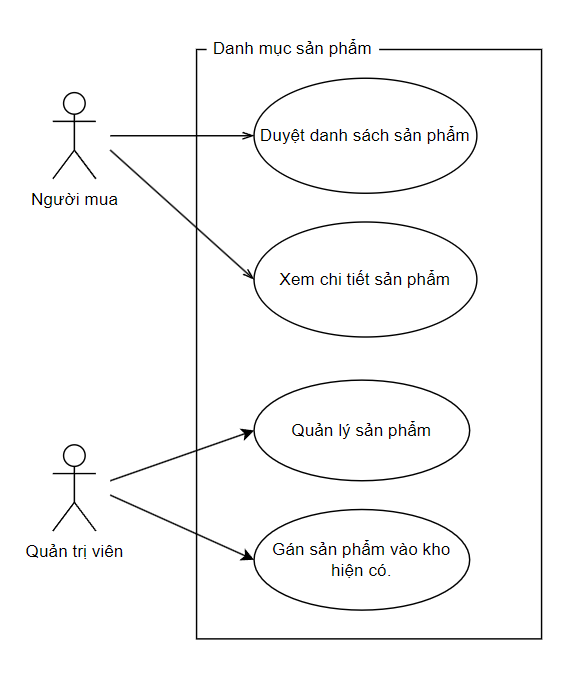 Danh mục sản phẩm
Duyệt danh sách sản phẩm
Người mua
Xem chi tiết sản phẩm
Quản lý sản phẩm
Quản trị viên
Gán sản phẩm vào kho
hiện có.